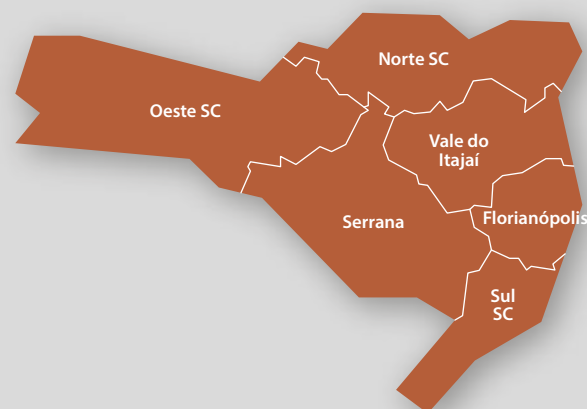 Norte SC
Oeste SC
Vale do
Itajaí
Serrana
Florianópolis
Sul
SC